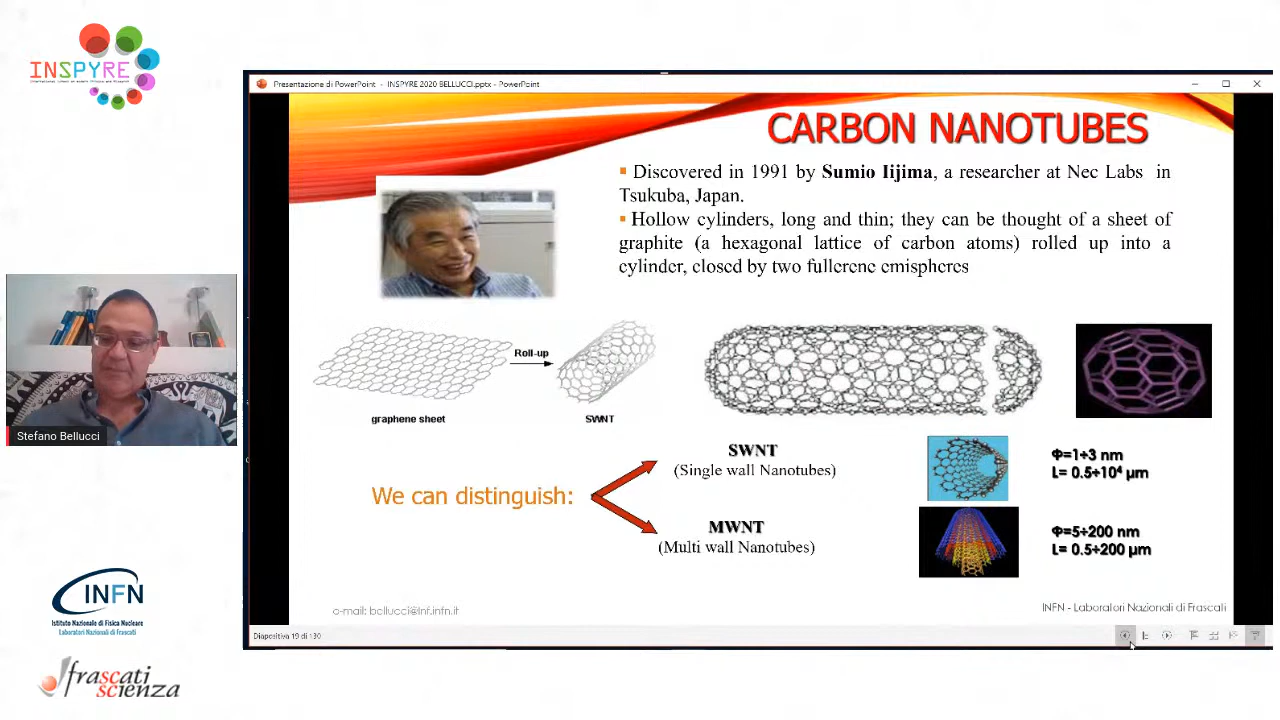 INSPYRE
Presentazione di PowerPoint - INSPYRE 2020 BELLUCCI.pptx - PowerPoint
CARBON NANOTUBES
Discovered in 1991 by Sumio Iijima, a researcher at Nec Labs in
Tsukuba, Japan.
Hollow cylinders, long and thin; they can be thought of a sheet of
graphite (a hexagonal lattice of carbon atoms) rolled up into a
cylinder, closed by two fullerene emispheres
Roll-up
graphene sheet
SWNT
Stefano Bellucci
We can distinguish:
SWNT
(Single wall Nanotubes)
Φ=1÷3 nm
L= 0.5÷10⁴ μm
MWNT
(Multi wall Nanotubes)
Φ=5÷200 nm
L= 0.5÷200 μm
e-mail: bellucci@lnf.infn.it
INFN - Laboratori Nazionali di Frascati
Diapositiva 19 di 130
INFN
Istituto Nazionale di Fisica Nucleare
Laboratori Nazionali di Frascati
frascati
scienza